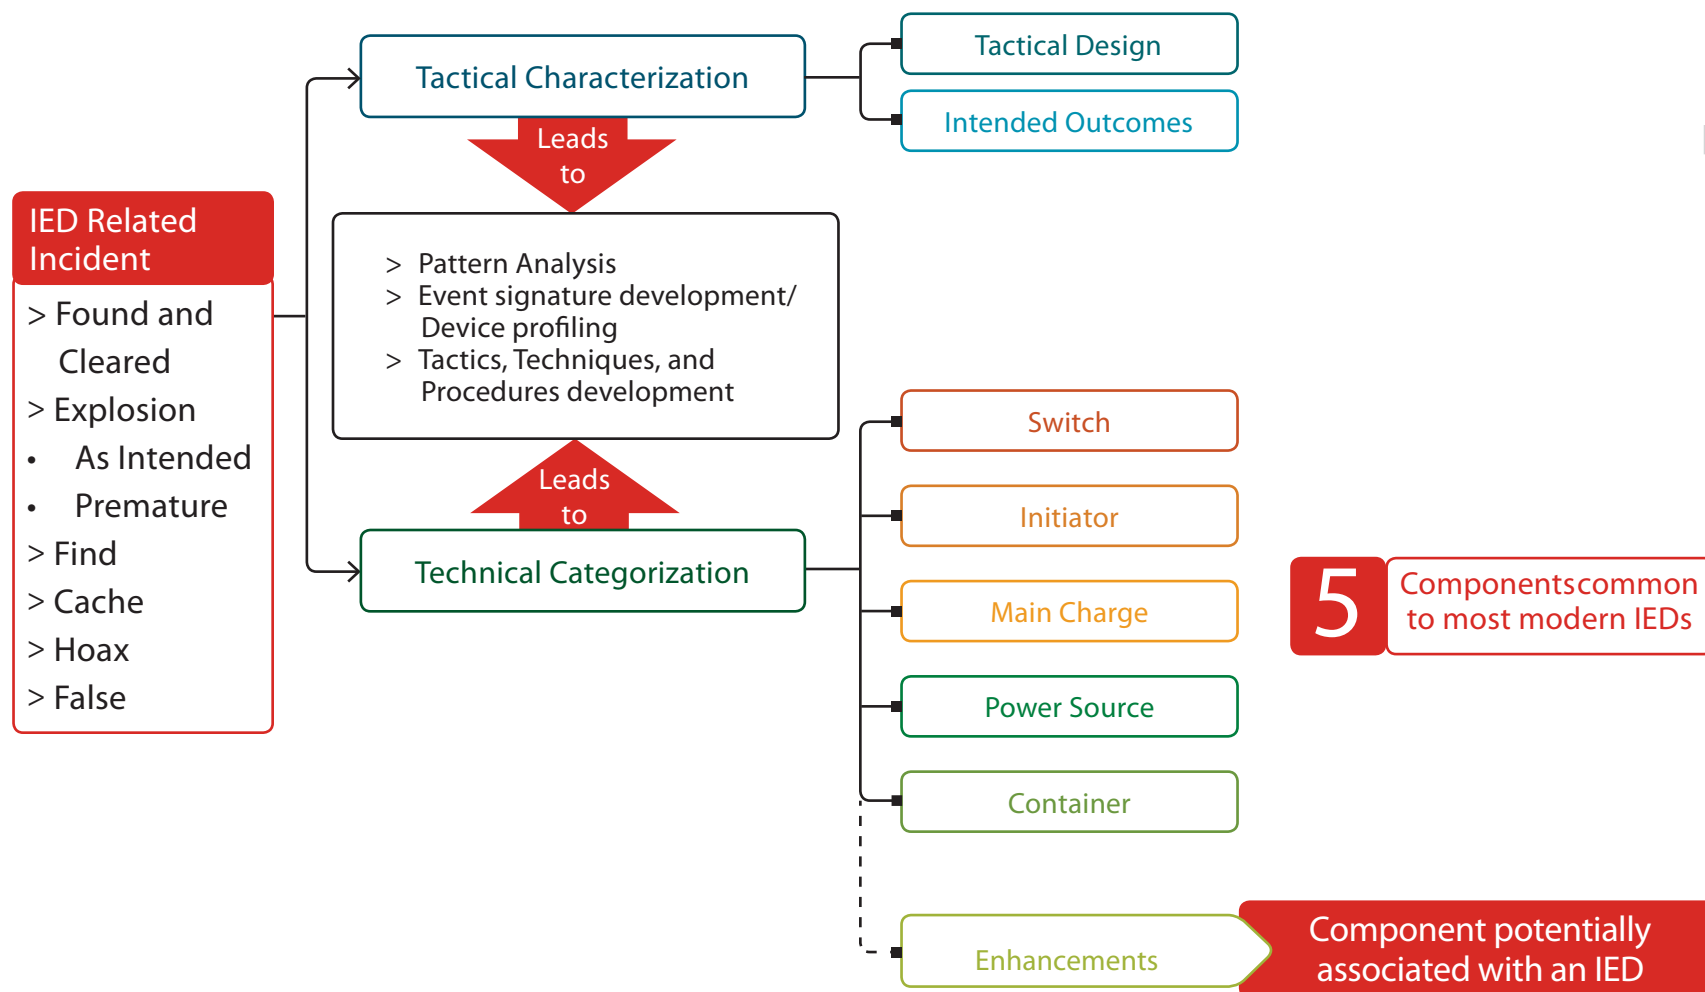 Tactical Characterization
Tactical Design
Intended Outcomes
Leads
to
IED Related
Incident
> Found and
Cleared
> Explosion
• As Intended
• Premature
> Find
> Cache
> Hoax
> False
> Pattern Analysis
> Event signature development/
Device profiling
> Tactics, Techniques, and
Procedures development
Leads
to
Technical Categorization
Switch
Initiator
Main Charge
Power Source
Container
Enhancements
5
Componentscommon
to most modern IEDs
Component potentially
associated with an IED